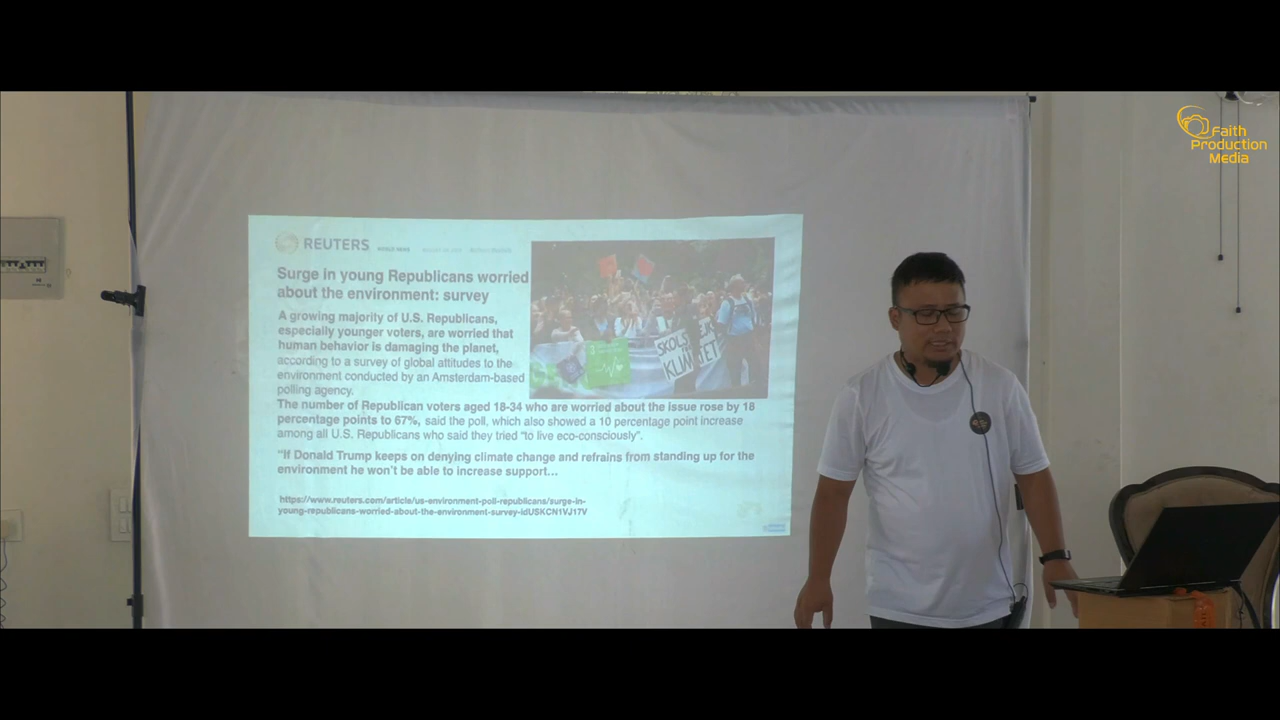 Faith
Production
Media
REUTERS
Surge in young Republicans worried
about the environment: survey
A growing majority of U.S. Republicans,
especially younger voters, are worried that
human behavior is damaging the planet,
according to a survey of global attitudes to the
environment conducted by an Amsterdam-based
polling agency.
The number of Republican voters aged 18-34 who are worried about the issue rose by 18
percentage points to 67%, said the poll, which also showed a 10 percentage point increase
among all U.S. Republicans who said they tried "to live eco-consciously".
"If Donald Trump keeps on denying climate change and refrains from standing up for the
environment he won't be able to increase support...
https://www.reuters.com/article/us-environment-poll-republicans/surge-in-
young-republicans-worried-about-the-environment-survey-idUSKCN1VJ17V
SKOLS
KLIMATET